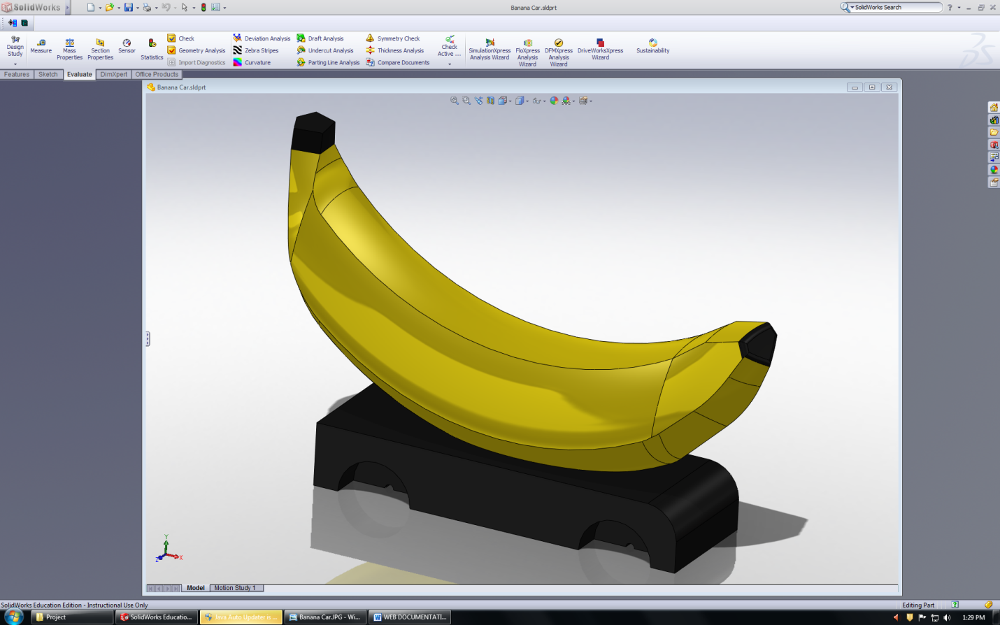 SolidWorks
Banana Car.sldprt
SolidWorks Search
Design Study
Measure
Mass Properties
Section Properties
Sensor
Statistics
Check
Geometry Analysis
Import Diagnostics
Deviation Analysis
Zebra Stripes
Curvature
Draft Analysis
Undercut Analysis
Parting Line Analysis
Symmetry Check
Thickness Analysis
Compare Documents
Check Active ...
SimulationXpress Analysis Wizard
FloXpress Analysis Wizard
DFMXpress Analysis Wizard
DriveWorksXpress Wizard
Sustainability
Features
Sketch
Evaluate
DimXpert
Office Products
Banana Car.sldprt
Y
Z
X
Model
Motion Study 1
SolidWorks Education Edition - Instructional Use Only
Editing Part
Project
SolidWorks Educatio...
Java Auto Updater is ...
Banana Car.JPG - Wi...
WEB DOCUMENTATI...
1:29 PM